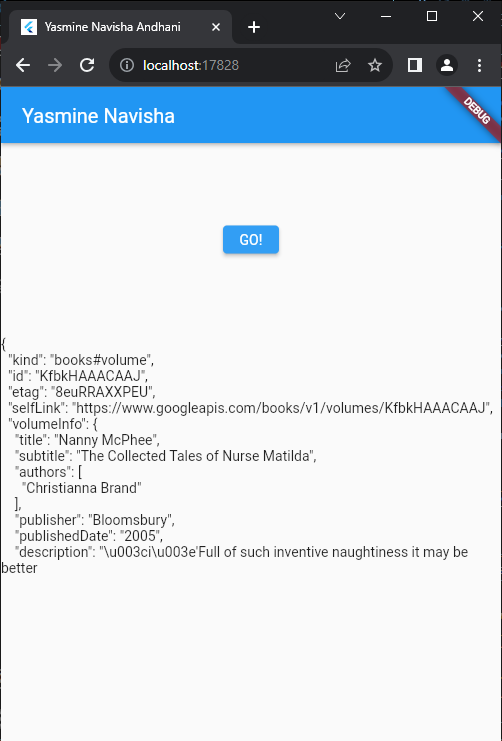 Yasmine Navisha Andhani
localhost:17828
Yasmine Navisha
DEBUG
GO!
{
"kind": "books#volume",
"id": "KfbkHAAACAAJ",
"etag": "8euRRAXXPEU",
"selfLink": "https://www.googleapis.com/books/v1/volumes/KfbkHAAACAAJ",
"volumeInfo": {
"title": "Nanny McPhee",
"subtitle": "The Collected Tales of Nurse Matilda",
"authors": [
"Christianna Brand"
],
"publisher": "Bloomsbury",
"publishedDate": "2005",
"description": "\u003ci\u003e'Full of such inventive naughtiness it may be
better